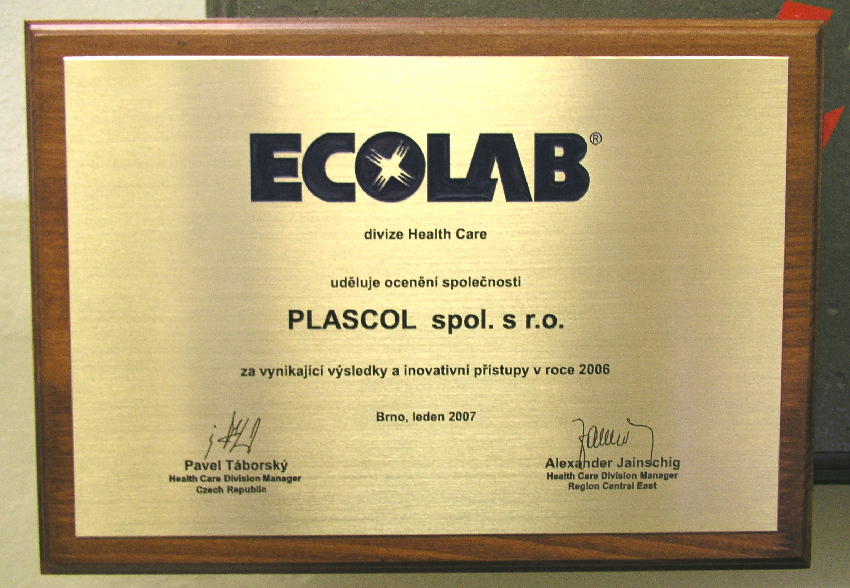 ECOLAB®
divize Health Care
uděluje ocenění společnosti
PLASCOL spol. s r.o.
za vynikající výsledky a inovativní přístupy v roce 2006
Brno, leden 2007
Pavel Táborský
Health Care Division Manager
Czech Republic
Alexander Jainschig
Health Care Division Manager
Region Central East